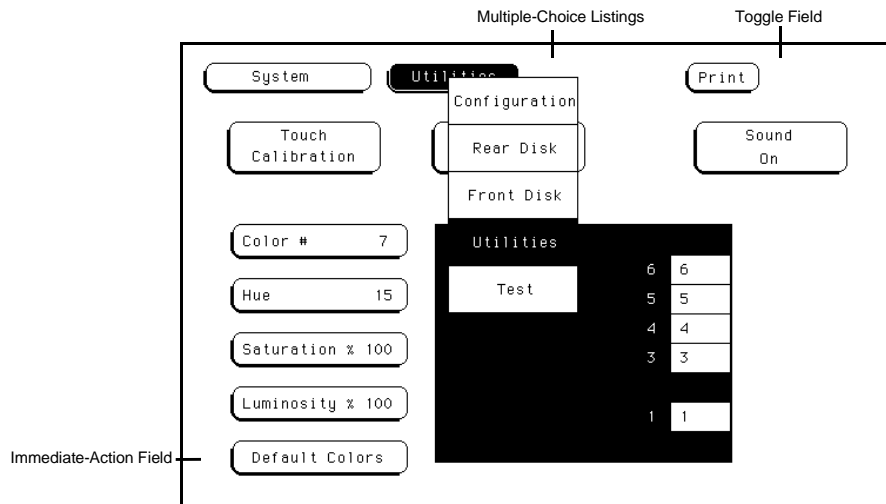 Multiple-Choice Listings Toggle Field
System Utilities Print
Configuration
Touch
Calibration
Rear Disk
Sound
On
Front Disk
Color # 7
Utilities
6 6
Hue 15
Test
5 5
4 4
Saturation % 100
3 3
Luminosity % 100
1 1
Immediate-Action Field
Default Colors